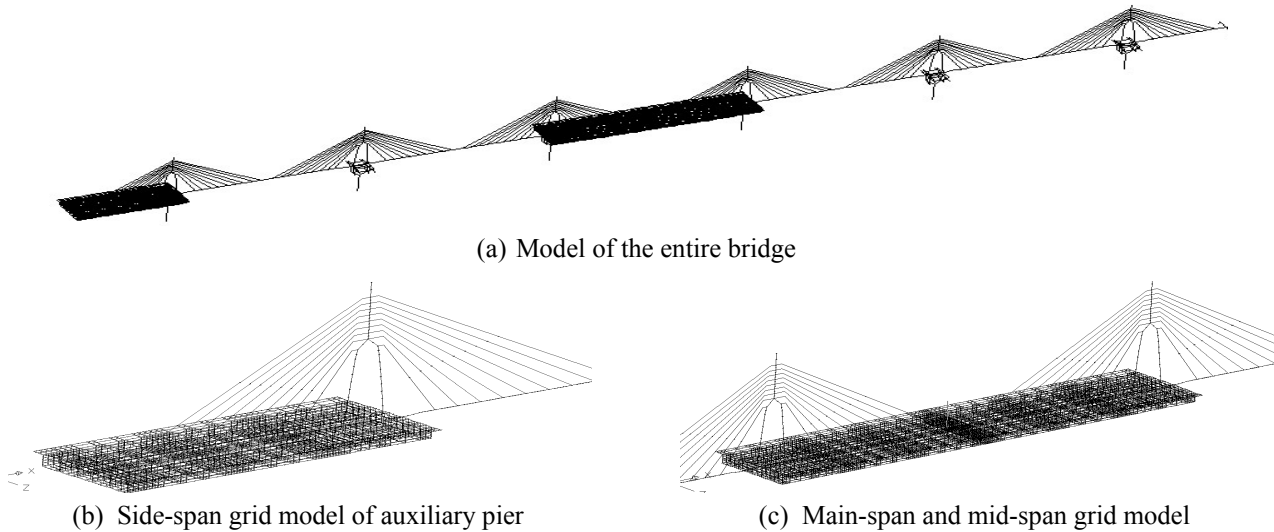 (a) Model of the entire bridge
X
Z
(b) Side-span grid model of auxiliary pier
X
(c) Main-span and mid-span grid model